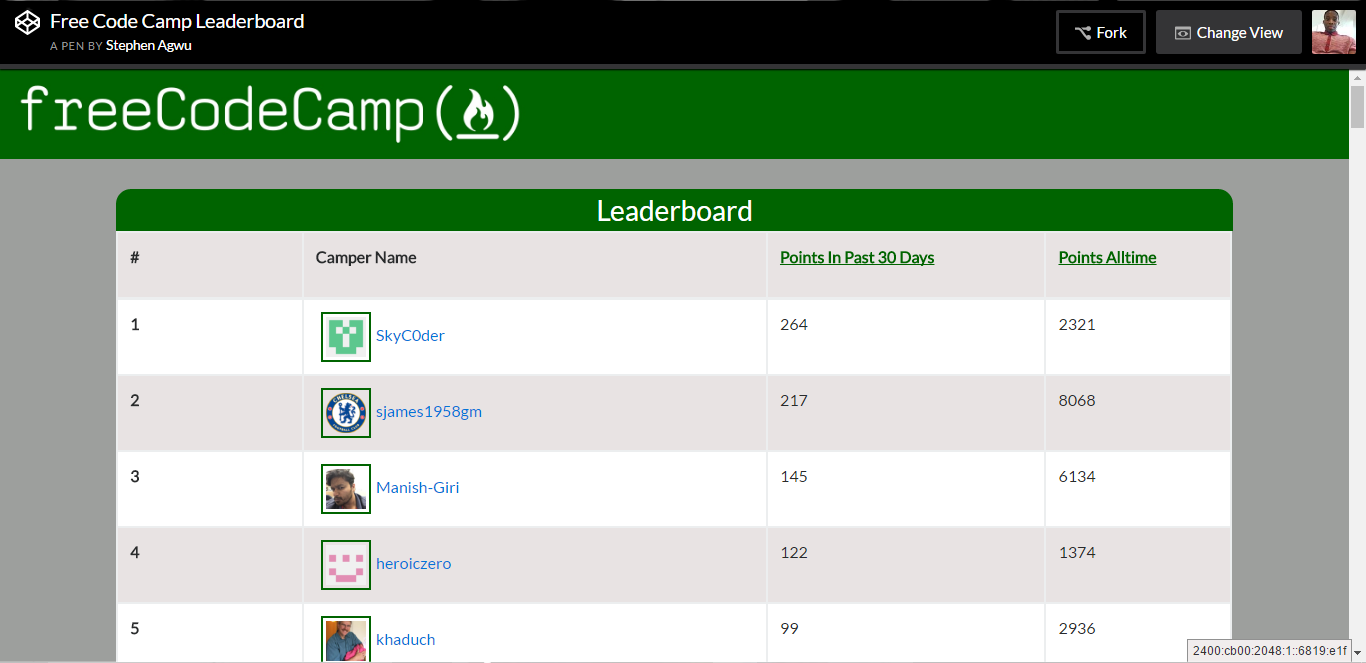 Free Code Camp Leaderboard
A PEN BY Stephen Agwu
Fork
Change View
freeCodeCamp(🔥)
Leaderboard
# Camper Name Points In Past 30 Days Points Alltime
1 SkyC0der 264 2321
2 sjames1958gm 217 8068
3 Manish-Giri 145 6134
4 heroiczero 122 1374
5 khaduch 99 2936
2400:cb00:2048:1::6819:e1f